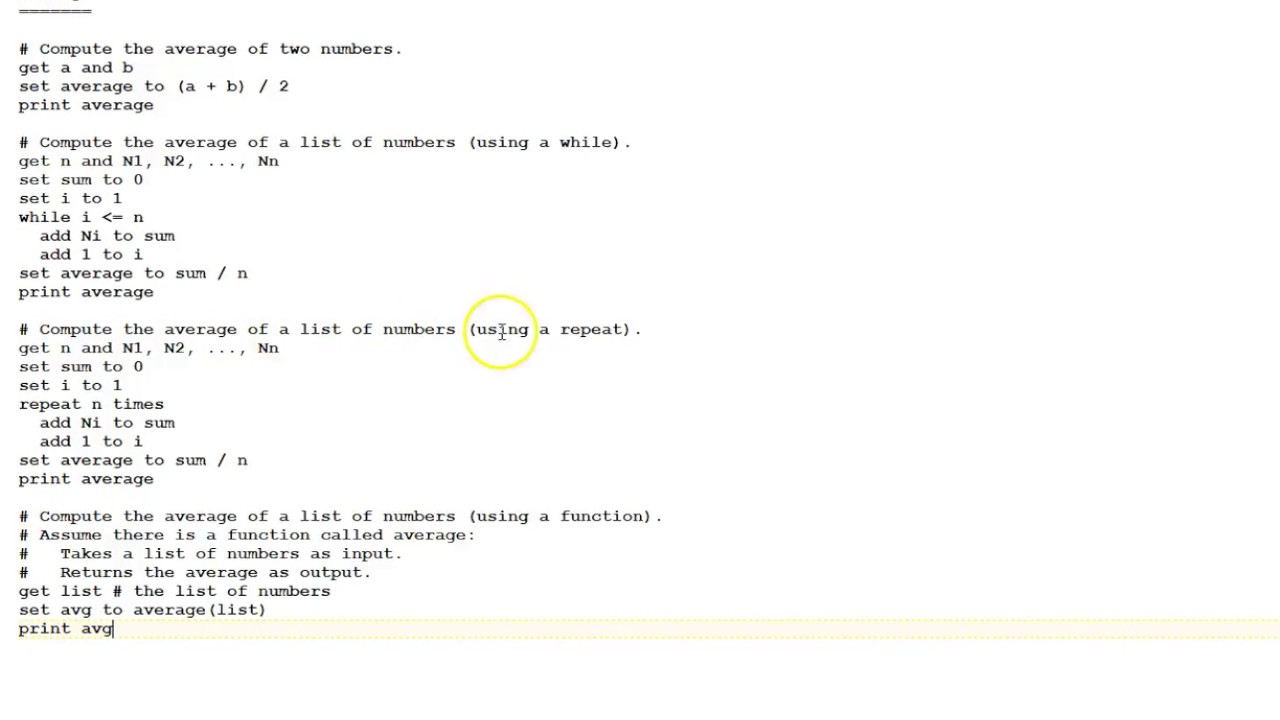 =======
# Compute the average of two numbers.
get a and b
set average to (a + b) / 2
print average
# Compute the average of a list of numbers (using a while).
get n and N1, N2, ..., Nn
set sum to 0
set i to 1
while i <= n
  add Ni to sum
  add 1 to i
set average to sum / n
print average
# Compute the average of a list of numbers (using a repeat).
get n and N1, N2, ..., Nn
set sum to 0
set i to 1
repeat n times
  add Ni to sum
  add 1 to i
set average to sum / n
print average
# Compute the average of a list of numbers (using a function).
# Assume there is a function called average:
#   Takes a list of numbers as input.
#   Returns the average as output.
get list # the list of numbers
set avg to average(list)
print avg